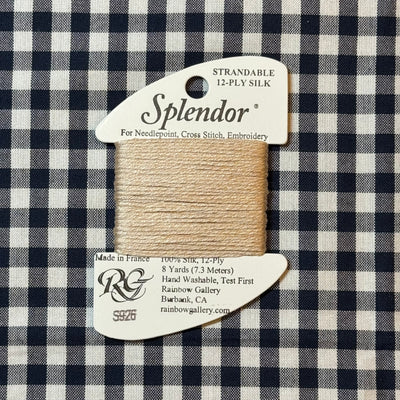 STRANDABLE
12-PLY SILK
Splendor ®
For Needlepoint, Cross Stitch, Embroidery
Made in France
100% Silk, 12-Ply
8 Yards (7.3 Meters)
Hand Washable, Test First
Rainbow Gallery
Burbank, CA
rainbowgallery.com
RG
S926